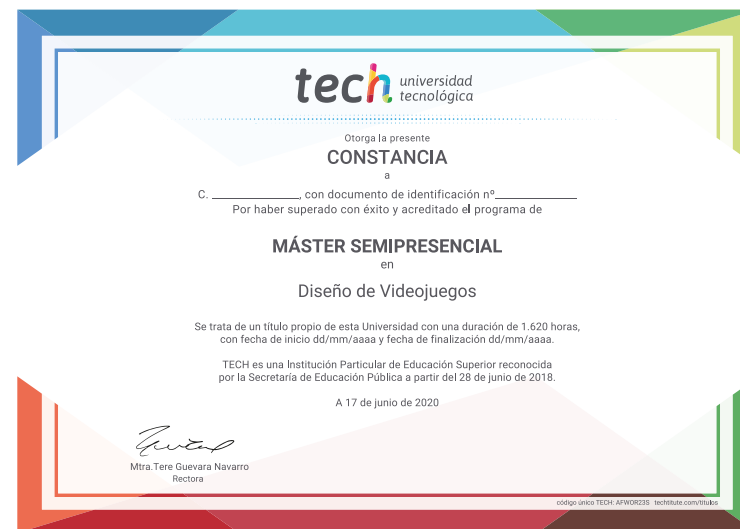 tech universidad
tecnológica
Otorga la presente
CONSTANCIA
a
C. ______________, con documento de identificación nº______________
Por haber superado con éxito y acreditado el programa de
MÁSTER SEMIPRESENCIAL
en
Diseño de Videojuegos
Se trata de un título propio de esta Universidad con una duración de 1.620 horas,
con fecha de inicio dd/mm/aaaa y fecha de finalización dd/mm/aaaa.
TECH es una Institución Particular de Educación Superior reconocida
por la Secretaría de Educación Pública a partir del 28 de junio de 2018.
A 17 de junio de 2020
Mtra.Tere Guevara Navarro
Rectora
código único TECH: AFWOR23S techtitute.com/titulos